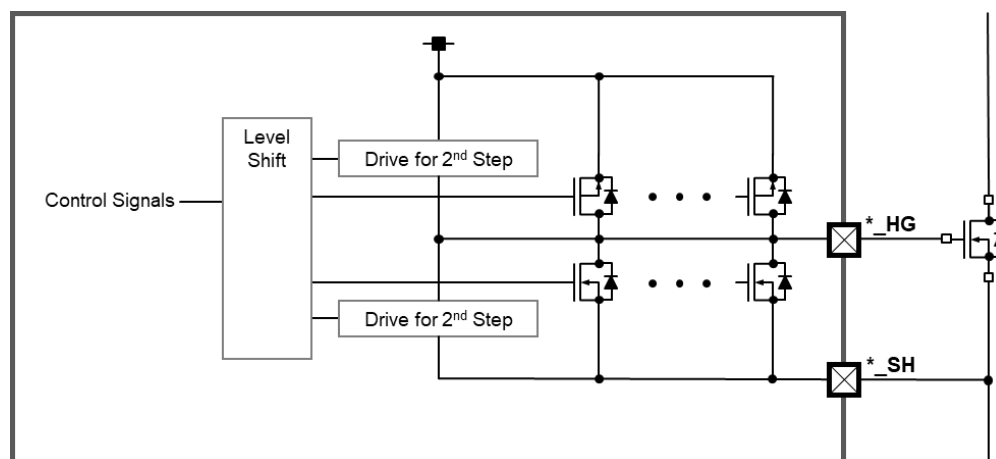 Level
Shift
Drive for 2nd Step
Control Signals
*_HG
Drive for 2nd Step
*_SH